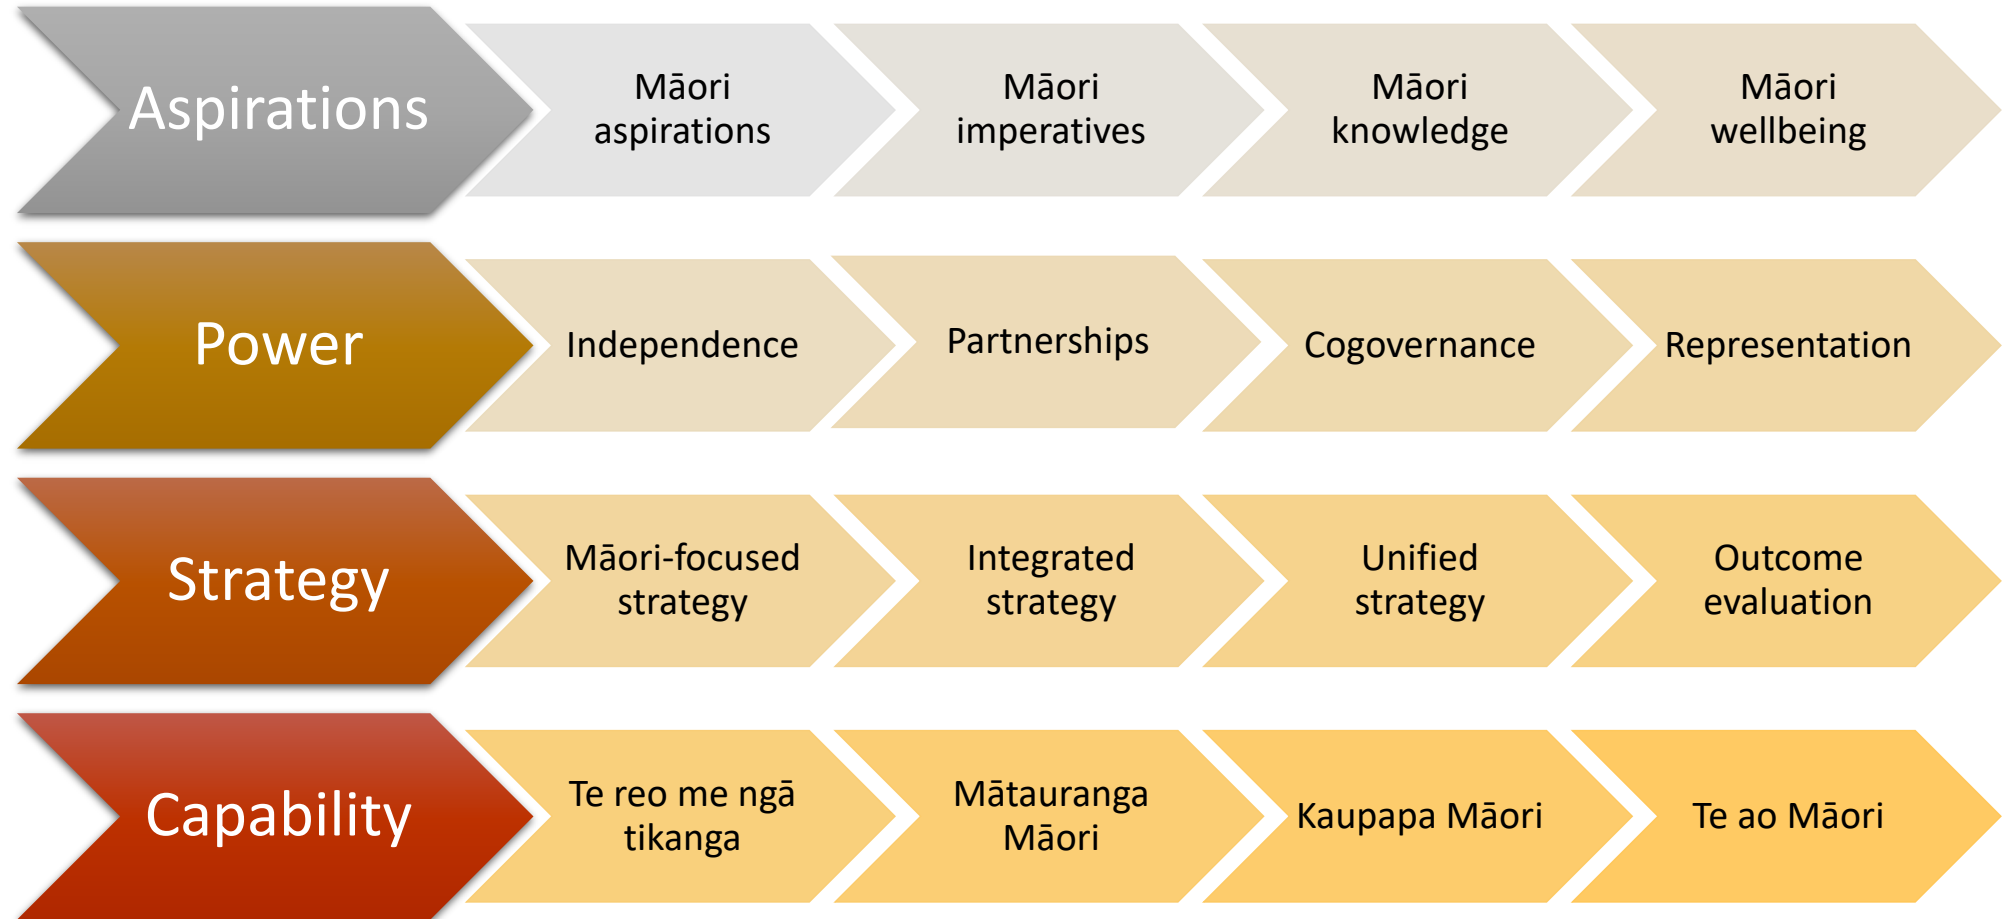 Aspirations
Māori
aspirations
Māori
imperatives
Māori
knowledge
Māori
wellbeing
Power
Independence
Partnerships
Cogovernance
Representation
Strategy
Māori-focused
strategy
Integrated
strategy
Unified
strategy
Outcome
evaluation
Capability
Te reo me ngā
tikanga
Mātauranga
Māori
Kaupapa Māori
Te ao Māori